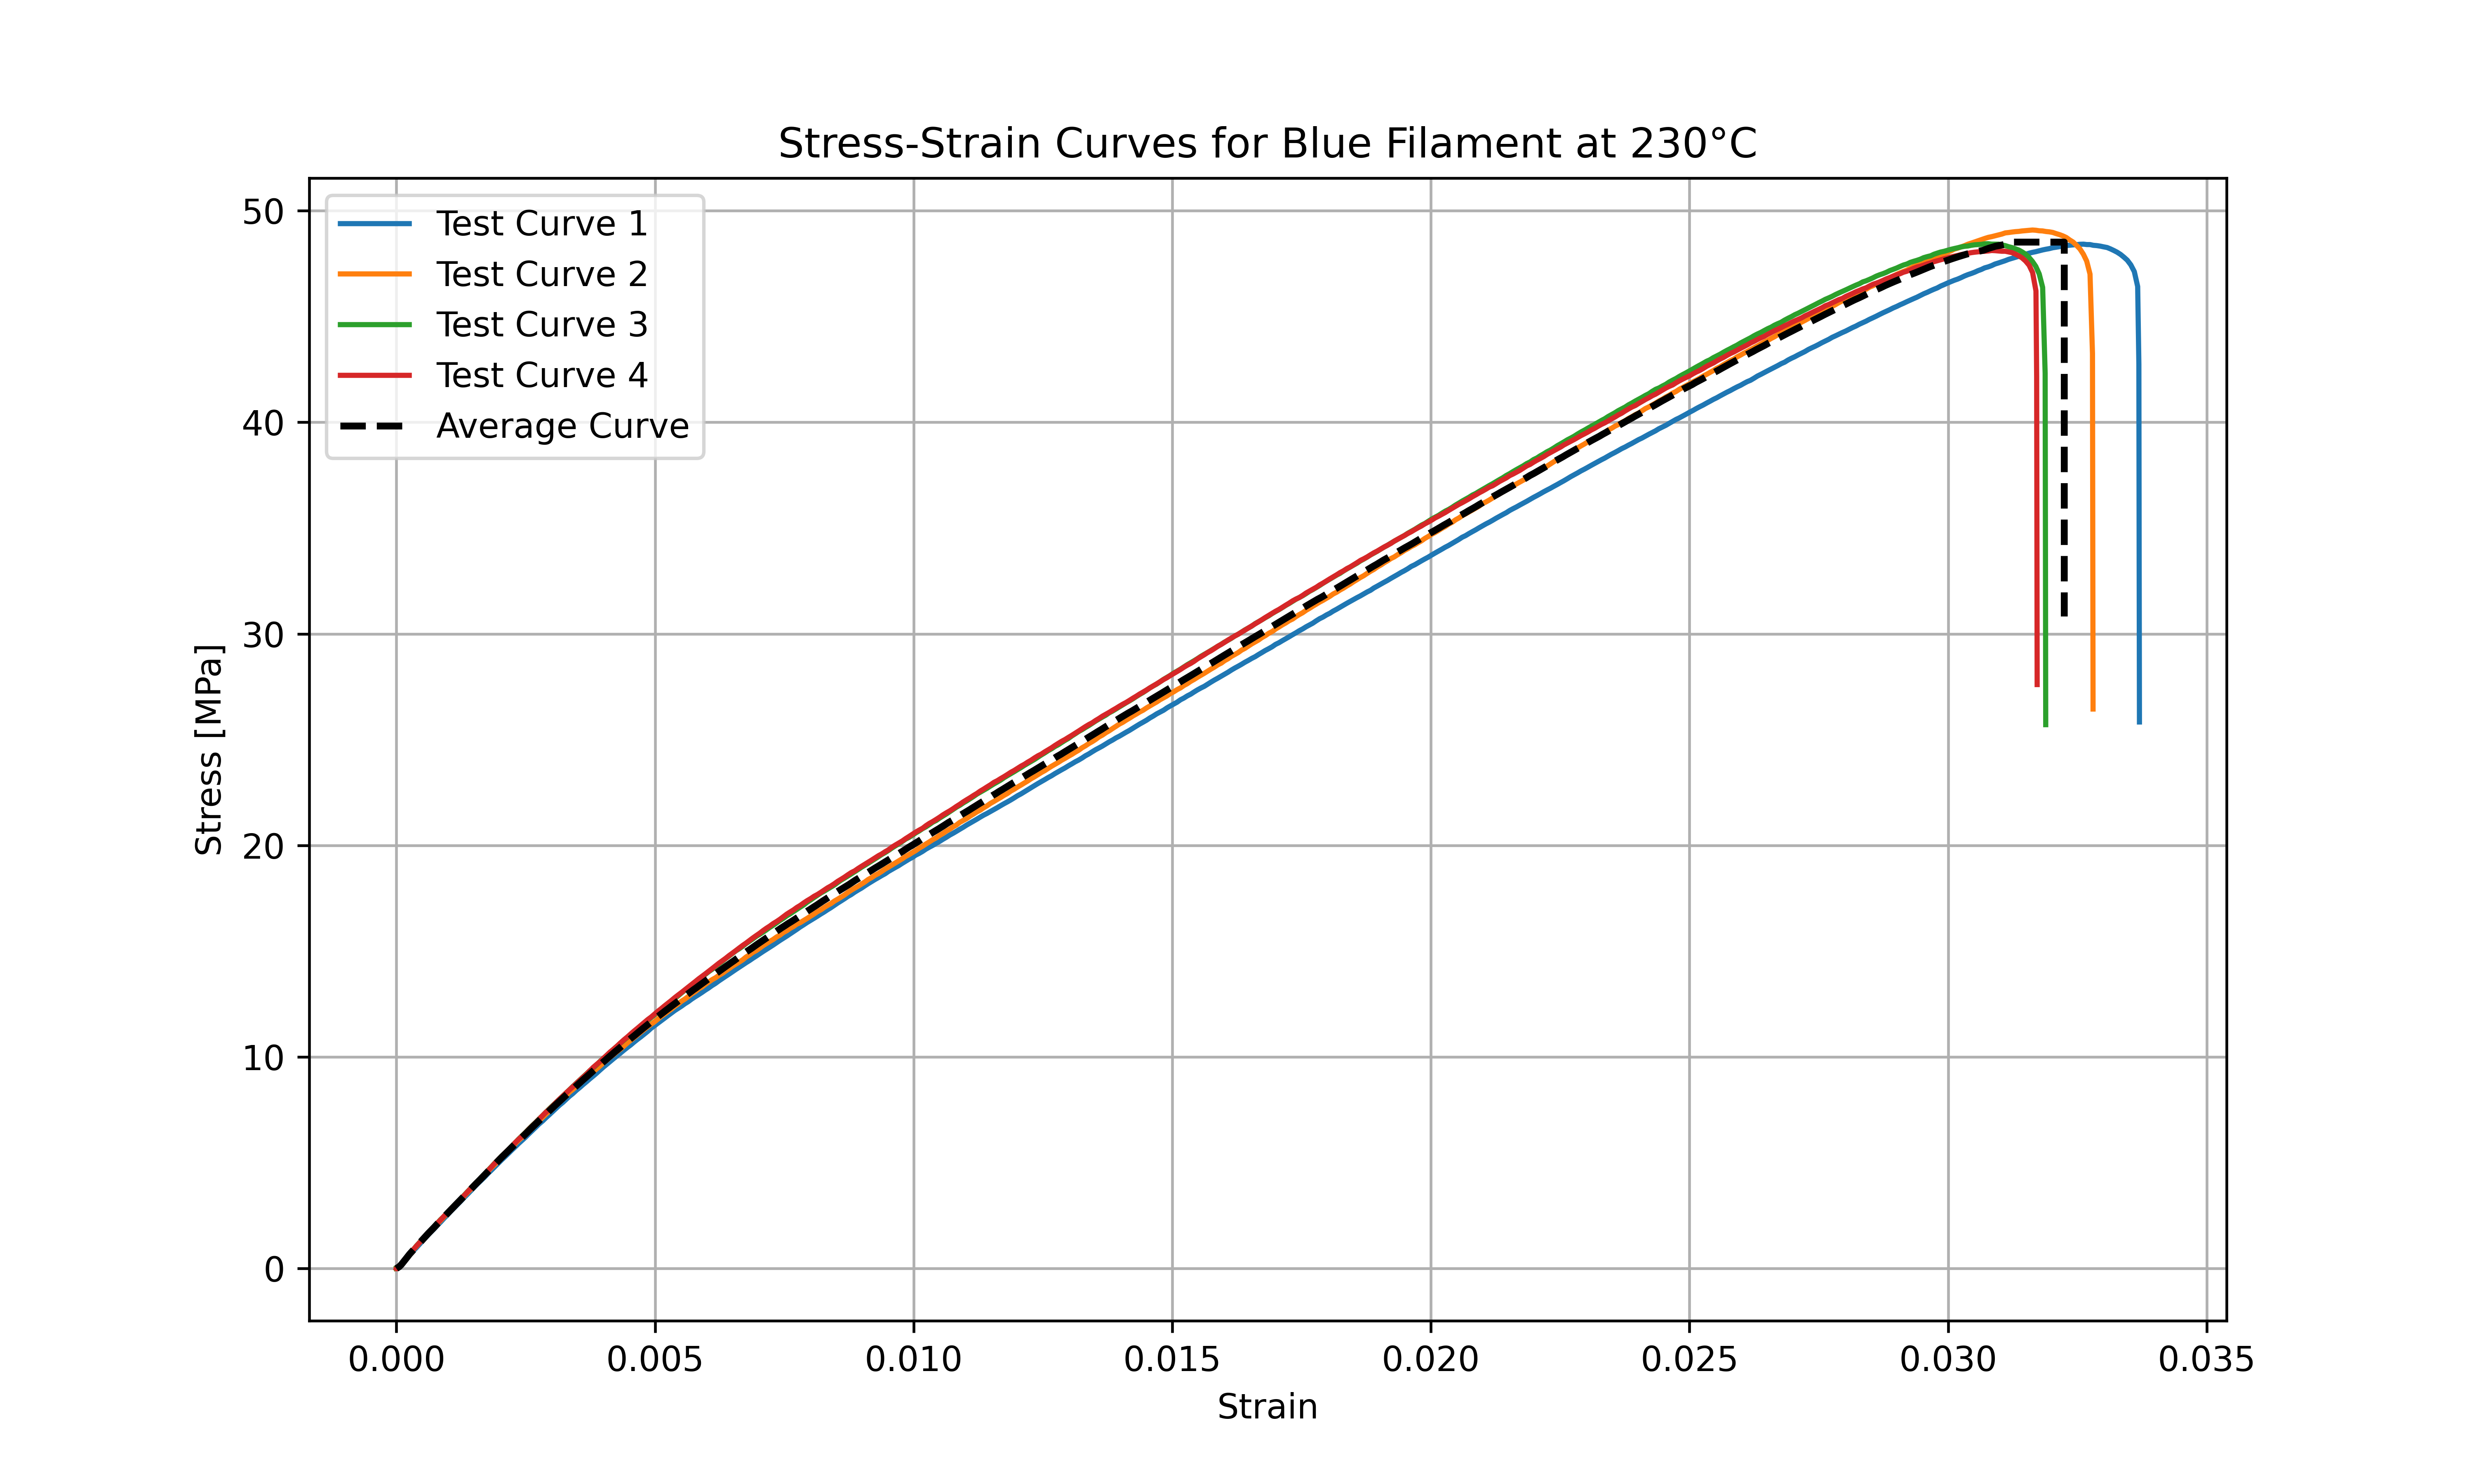 Stress-Strain Curves for Blue Filament at 230°C
50
40
30
20
10
0
Stress [MPa]
Test Curve 1
Test Curve 2
Test Curve 3
Test Curve 4
Average Curve
0.000 0.005 0.010 0.015 0.020 0.025 0.030 0.035
Strain